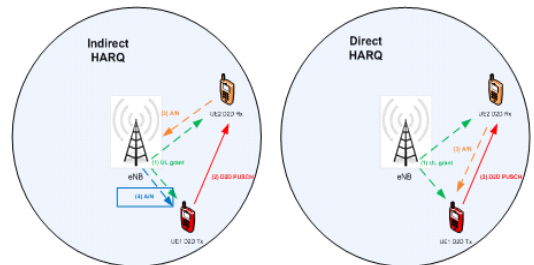 Indirect
HARQ
UE2 D2D Rx
(3) A/N
(1) UL grant
eNB
(2) D2D PUSCH
(4) A/N
UE1 D2D Tx
Direct
HARQ
UE2 D2D Rx
(3) A/N
(1) UL grant
eNB
(2) D2D PUSCH
UE1 D2D Tx